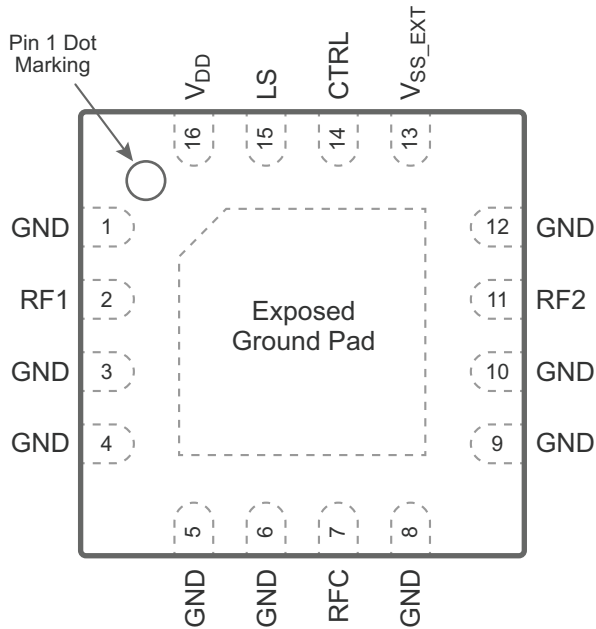 Pin 1 Dot
Marking
VDD
LS
CTRL
VSS_EXT
16
15
14
13
GND
1
12
GND
RF1
2
11
RF2
Exposed
Ground Pad
GND
3
10
GND
GND
4
9
GND
5
6
7
8
GND
GND
RFC
GND